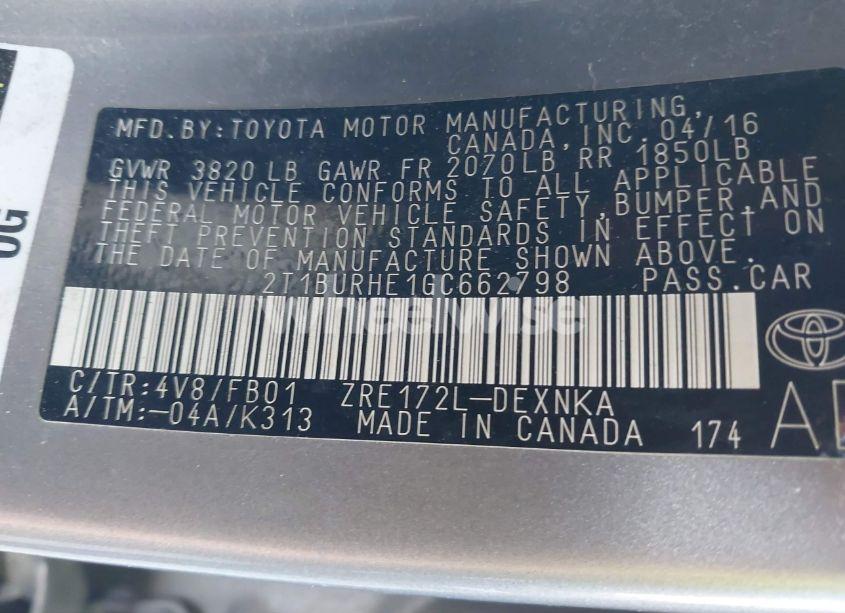 MFD. BY: TOYOTA MOTOR MANUFACTURING,
CANADA, INC. 04/16
GVWR 3820 LB GAWR FR 2070LB RR 1850LB
THIS VEHICLE CONFORMS TO ALL APPLICABLE
FEDERAL MOTOR VEHICLE SAFETY, BUMPER, AND
THEFT PREVENTION STANDARDS IN EFFECT ON
THE DATE OF MANUFACTURE SHOWN ABOVE.
2T1BURHE1GC662798 PASS. CAR
Wheelwise
C/TR: 4V8/FB01 ZRE172L-DEXNKA
A/TM: -04A/K313 MADE IN CANADA 174 A
OG